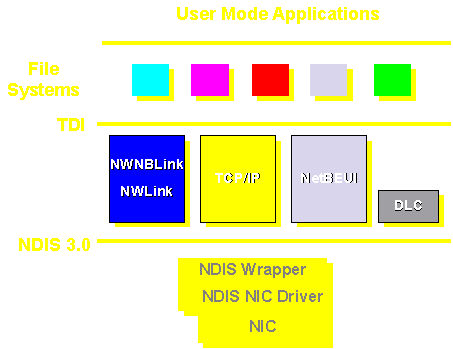 User Mode Applications
File
Systems
TDI
NWNBLink
NWLink
TCP/IP
NetBEUI
DLC
NDIS 3.0
NDIS Wrapper
NDIS NIC Driver
NIC